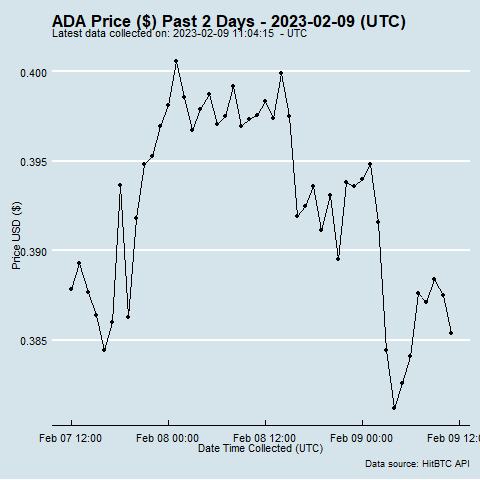 ADA Price ($) Past 2 Days - 2023-02-09 (UTC)
Latest data collected on: 2023-02-09 11:04:15 - UTC
0.400
0.395
0.390
0.385
Price USD ($)
Feb 07 12:00 Feb 08 00:00 Feb 08 12:00 Feb 09 00:00 Feb 09 12:00
Date Time Collected (UTC)
Data source: HitBTC API